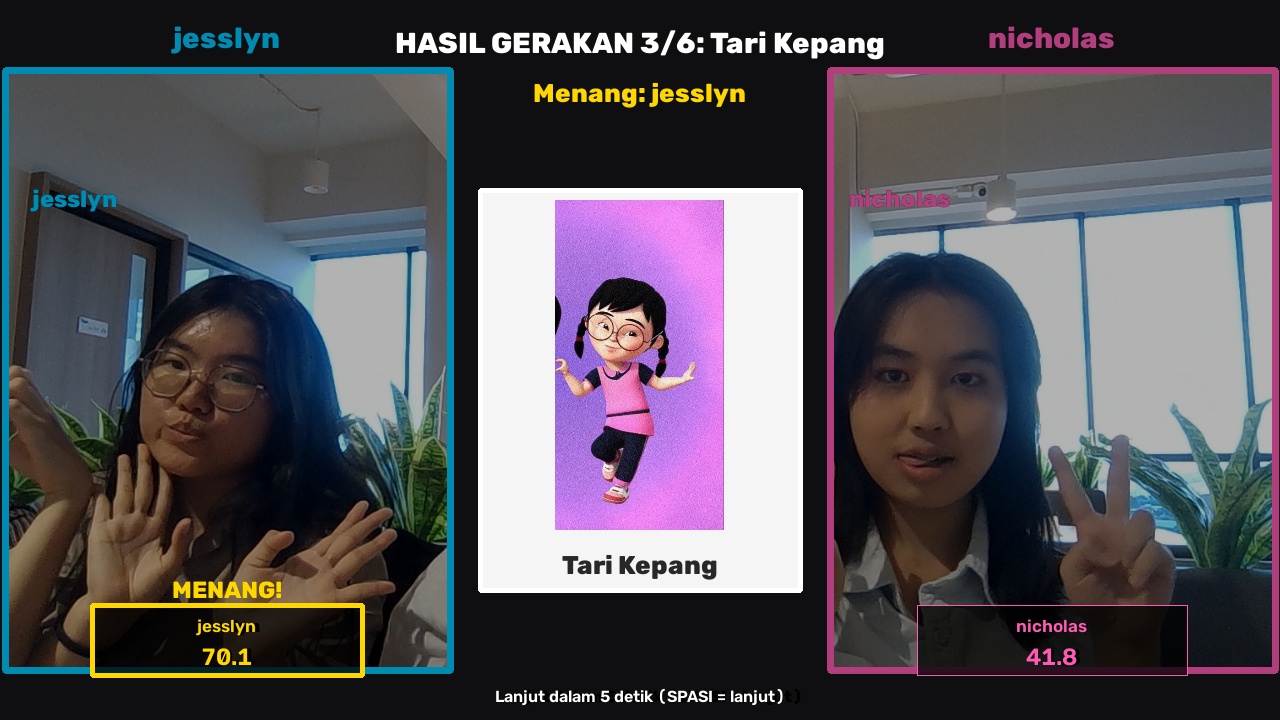 jesslyn
HASIL GERAKAN 3/6: Tari Kepang
nicholas
Menang: jesslyn
jesslyn
nicholas
Tari Kepang
MENANG!
jesslyn
70.1
nicholas
41.8
Lanjut dalam 5 detik (SPASI = lanjut)